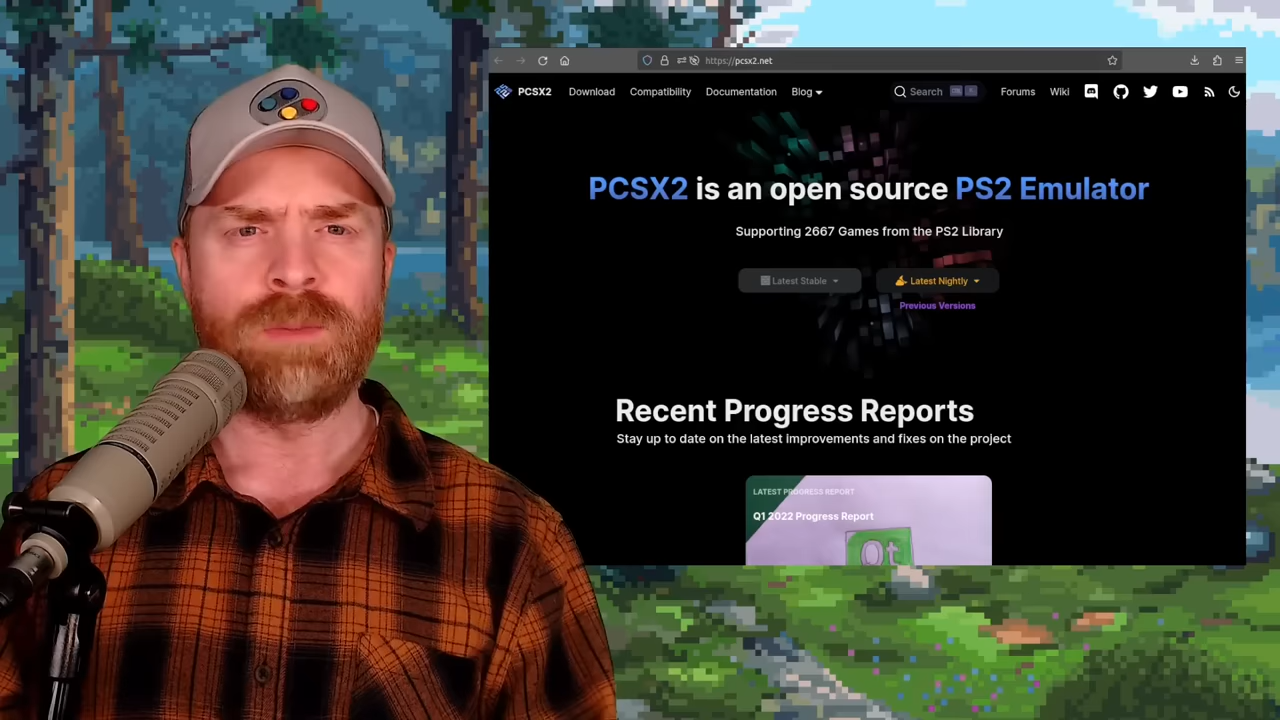 https://pcsx2.net
PCSX2 Download Compatibility Documentation Blog Search Forums Wiki
PCSX2 is an open source PS2 Emulator
Supporting 2667 Games from the PS2 Library
Latest Stable Latest Nightly
Previous Versions
Recent Progress Reports
Stay up to date on the latest improvements and fixes on the project
LATEST PROGRESS REPORT
Q1 2022 Progress Report
Qt